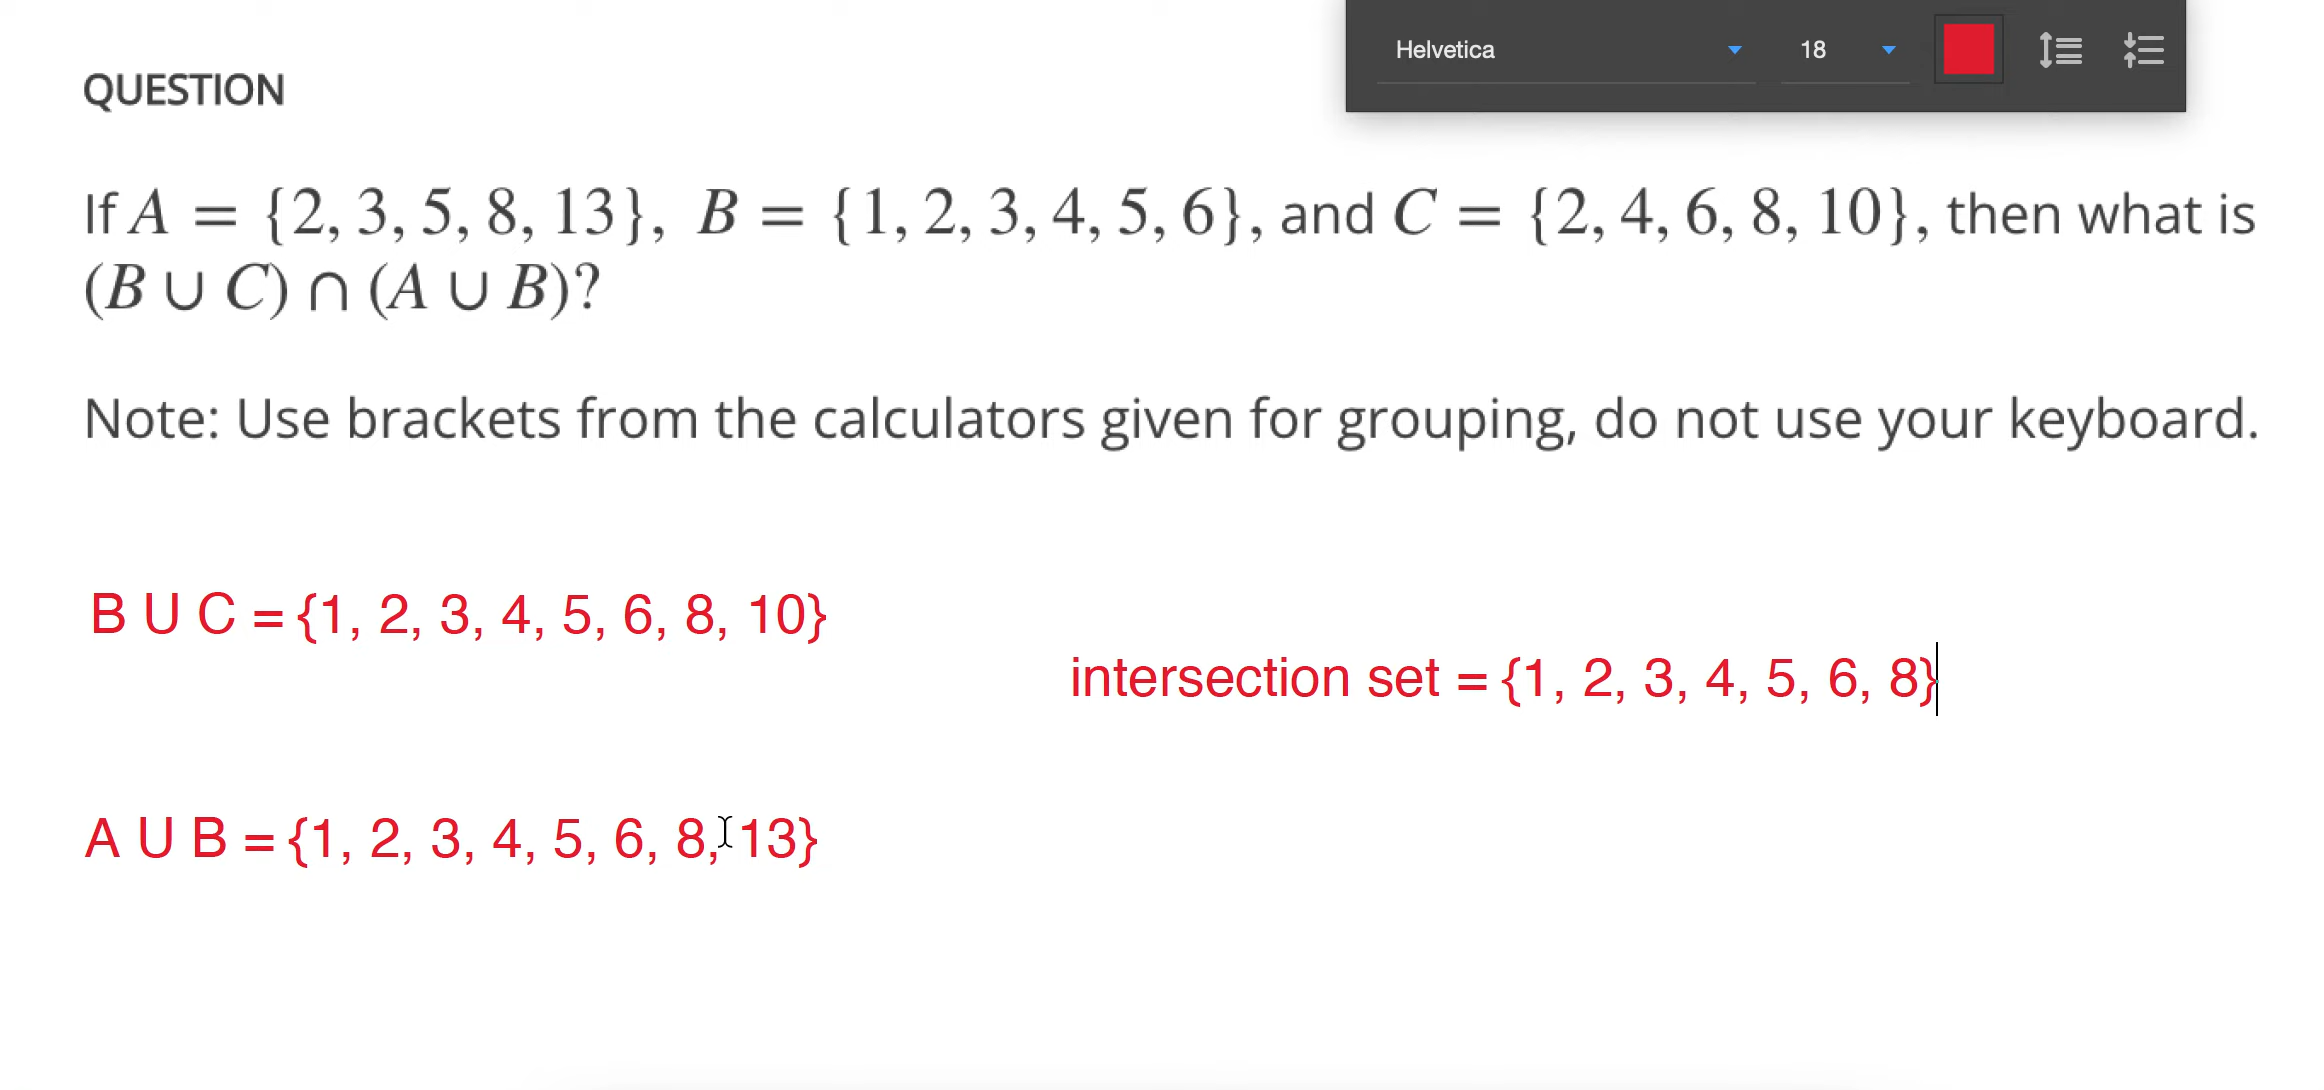 Helvetica 18
QUESTION
If A = {2, 3, 5, 8, 13}, B = {1, 2, 3, 4, 5, 6}, and C = {2, 4, 6, 8, 10}, then what is
(B ∪ C) ∩ (A ∪ B)?
Note: Use brackets from the calculators given for grouping, do not use your keyboard.
B U C = {1, 2, 3, 4, 5, 6, 8, 10}
intersection set = {1, 2, 3, 4, 5, 6, 8}
A U B = {1, 2, 3, 4, 5, 6, 8, 13}